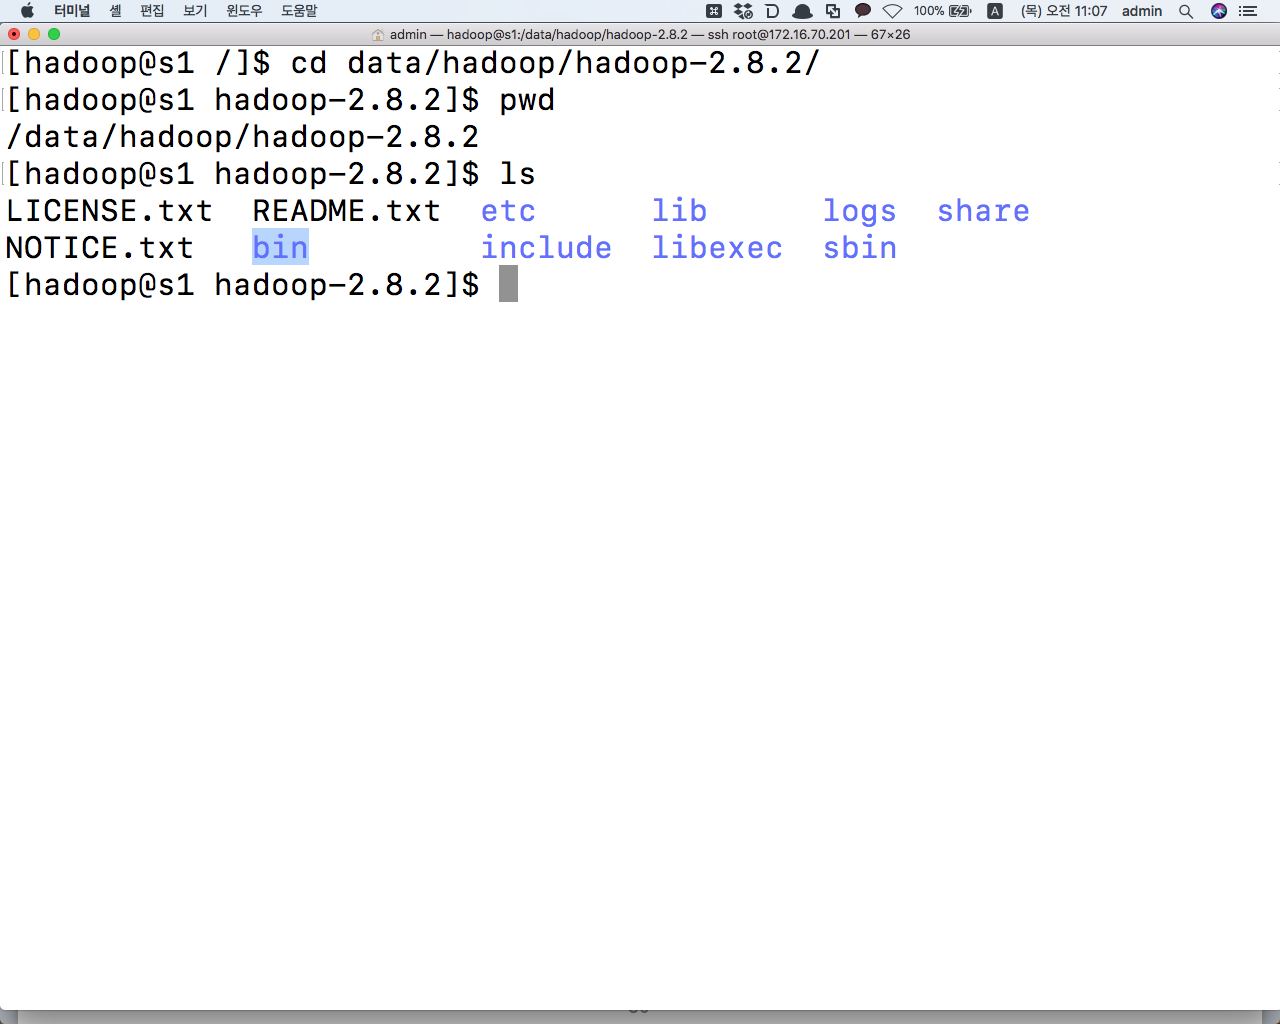 터미널 셸 편집 보기 윈도우 도움말 100% A (목) 오전 11:07 admin
admin — hadoop@s1:/data/hadoop/hadoop-2.8.2 — ssh root@172.16.70.201 — 67×26
[hadoop@s1 /]$ cd data/hadoop/hadoop-2.8.2/
[hadoop@s1 hadoop-2.8.2]$ pwd
/data/hadoop/hadoop-2.8.2
[hadoop@s1 hadoop-2.8.2]$ ls
LICENSE.txt README.txt etc lib logs share
NOTICE.txt bin include libexec sbin
[hadoop@s1 hadoop-2.8.2]$